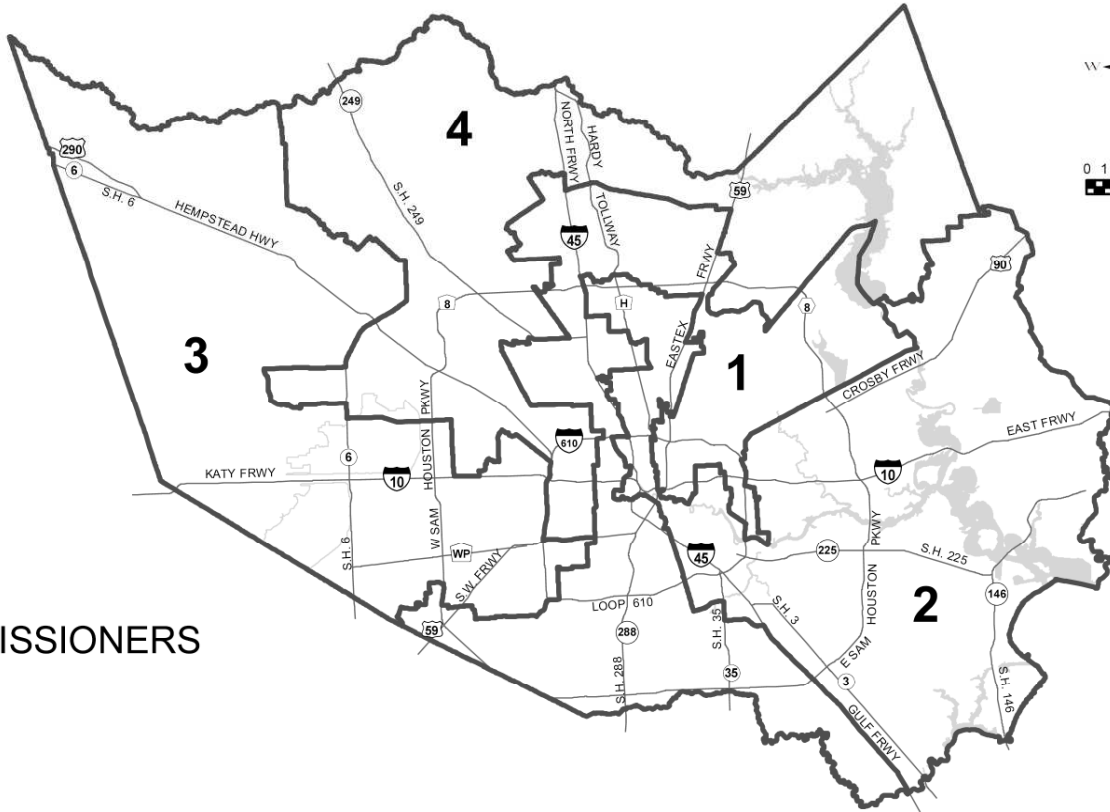 W
249
4
NORTH FRWY
HARDY
TOLLWAY
290
6
S.H. 6
HEMPSTEAD HWY
S.H. 249
59
0 1
45
FRWY
90
8
H
8
EASTEX
3
1
CROSBY FRWY
HOUSTON PKWY
W SAM
610
EAST FRWY
6
KATY FRWY
10
10
S.H. 6
WP
S.W. FRWY
45
225
S.H. 225
HOUSTON PKWY
E SAM
146
2
LOOP 610
S.H. 3
59
288
S.H. 35
ISSIONERS
S.H. 288
35
3
S.H. 146
GULF FRWY